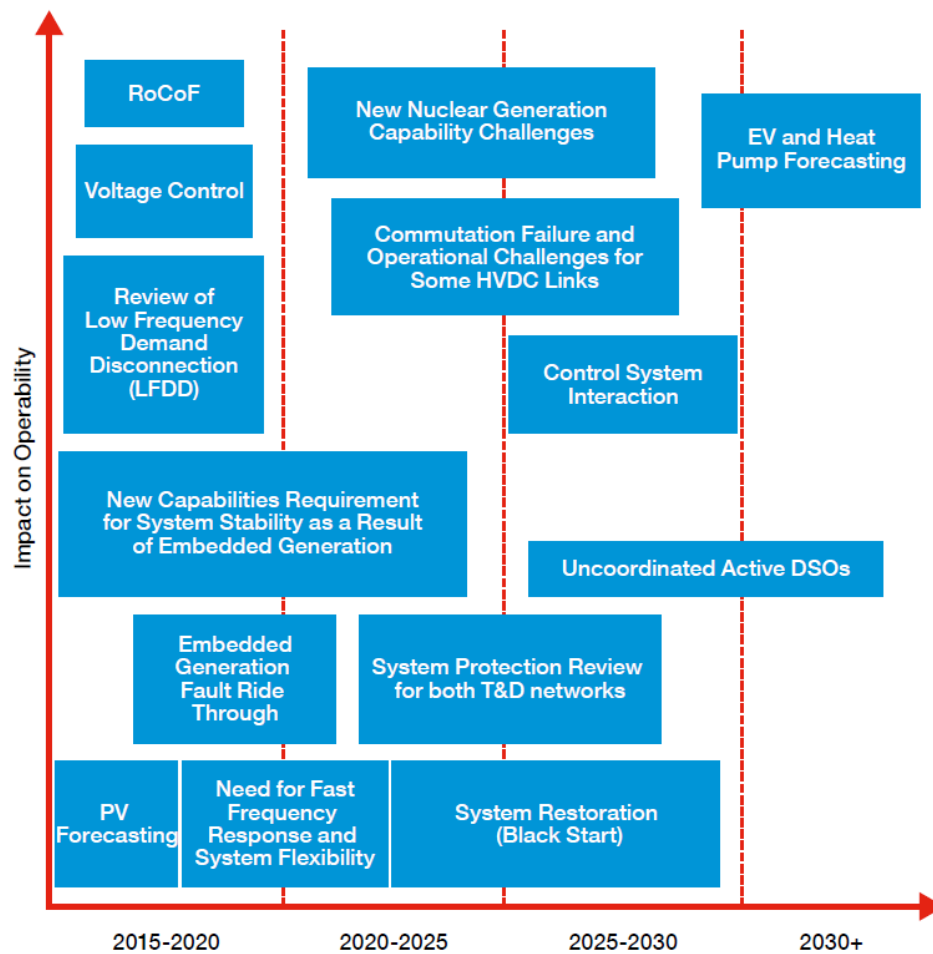 RoCoF
New Nuclear Generation
Capability Challenges
EV and Heat
Pump Forecasting
Voltage Control
Commutation Failure and
Operational Challenges for
Some HVDC Links
Review of
Low Frequency
Demand
Disconnection
(LFDD)
Control System
Interaction
Impact on Operability
New Capabilities Requirement
for System Stability as a Result
of Embedded Generation
Uncoordinated Active DSOs
Embedded
Generation
Fault Ride
Through
System Protection Review
for both T&D networks
PV
Forecasting
Need for Fast
Frequency
Response and
System Flexibility
System Restoration
(Black Start)
2015-2020
2020-2025
2025-2030
2030+